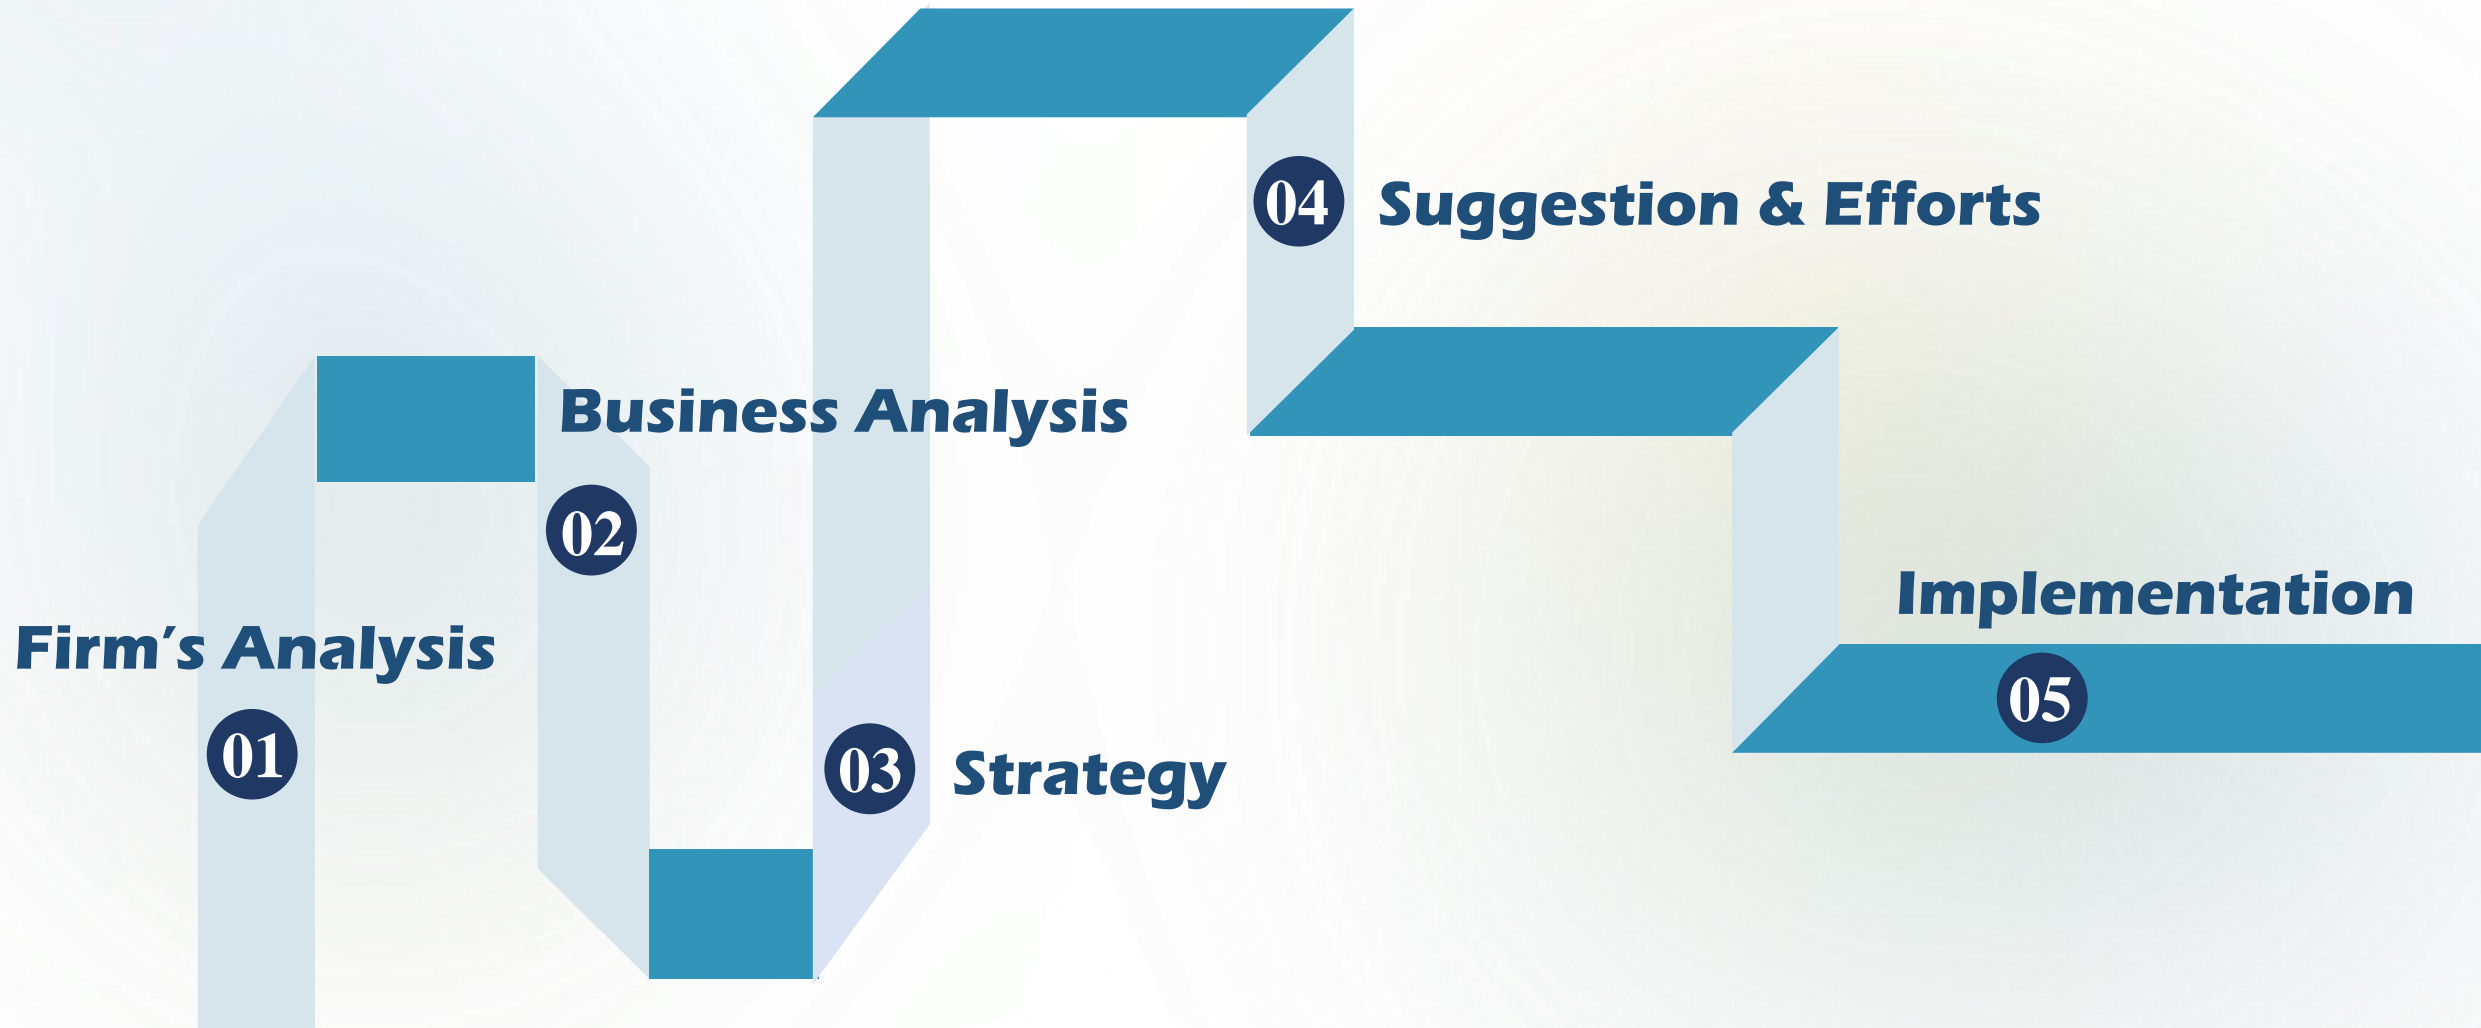 Firm’s Analysis
01
Business Analysis
02
03
Strategy
04
Suggestion & Efforts
Implementation
05